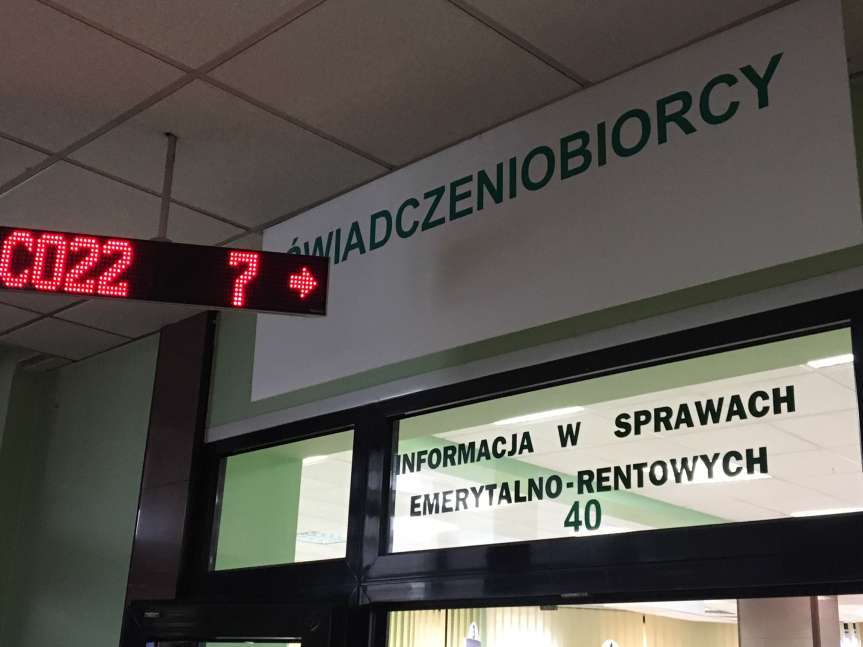 ŚWIADCZENIOBIORCY
C022 7 →
INFORMACJA W SPRAWACH
EMERYTALNO-RENTOWYCH
40